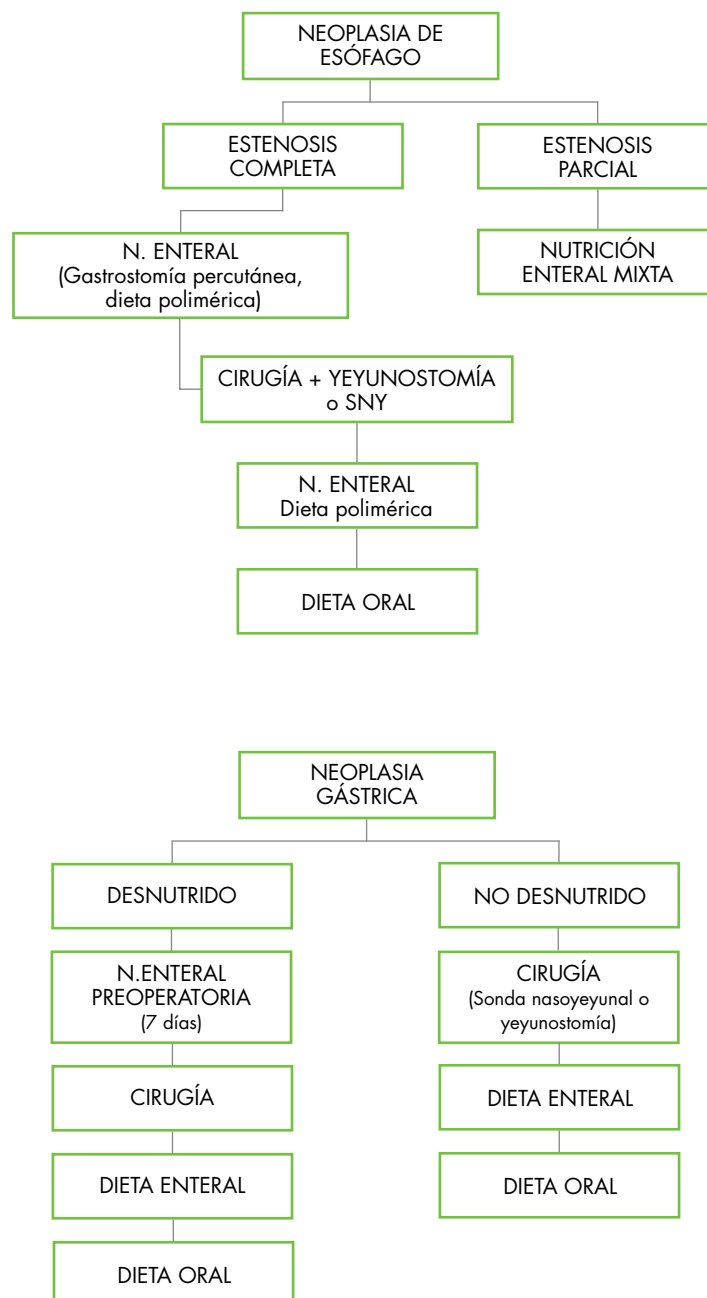 NEOPLASIA DE
ESÓFAGO
ESTENOSIS
COMPLETA
ESTENOSIS
PARCIAL
N. ENTERAL
(Gastrostomía percutánea,
dieta polimérica)
NUTRICIÓN
ENTERAL MIXTA
CIRUGÍA + YEYUNOSTOMÍA
o SNY
N. ENTERAL
Dieta polimérica
DIETA ORAL
NEOPLASIA
GÁSTRICA
DESNUTRIDO
NO DESNUTRIDO
N.ENTERAL
PREOPERATORIA
(7 días)
CIRUGÍA
(Sonda nasoyeyunal o
yeyunostomía)
CIRUGÍA
DIETA ENTERAL
DIETA ENTERAL
DIETA ORAL
DIETA ORAL